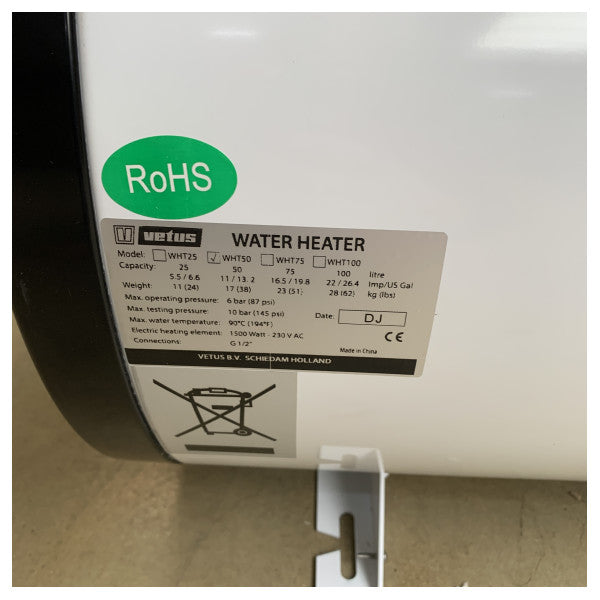 RoHS
vetus WATER HEATER
Model: WHT25 ✓ WHT50 WHT75 WHT100
Capacity: 25 50 75 100 litre
5.5 / 6.6 11 / 13. 2 16.5 / 19.8 22 / 26.4 Imp/US Gal
Weight: 11 (24) 17 (38) 23 (51) 28 (62) kg (lbs)
Max. operating pressure: 6 bar (87 psi)
Max. testing pressure: 10 bar (145 psi) Date: DJ
Max. water temperature: 90°C (194°F)
Electric heating element: 1500 Watt - 230 V AC CE
Connections: G 1/2" Made in China
VETUS B.V. SCHIEDAM HOLLAND